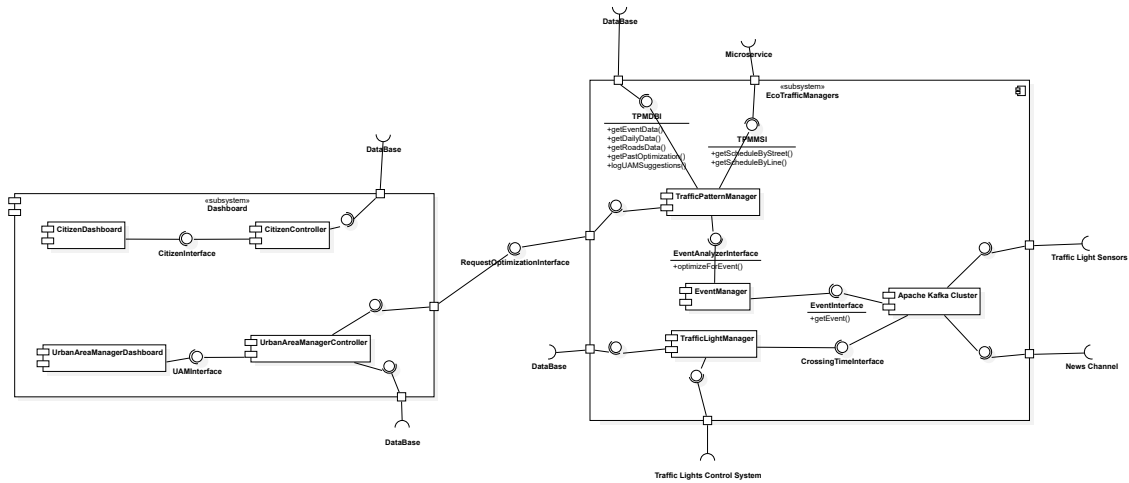 DataBase
Microservice
«subsystem»
EcoTrafficManagers
TPMDBI
+getEventData()
+getDailyData()
+getRoadsData()
+getPastOptimization()
+logUAMSuggestions()
TPMMSI
+getScheduleByStreet()
+getScheduleByLine()
DataBase
«subsystem»
Dashboard
CitizenDashboard
CitizenController
CitizenInterface
TrafficPatternManager
RequestOptimizationInterface
EventAnalyzerInterface
+optimizeForEvent()
Traffic Light Sensors
EventManager
EventInterface
+getEvent()
Apache Kafka Cluster
UrbanAreaManagerDashboard
UrbanAreaManagerController
UAMInterface
DataBase
TrafficLightManager
CrossingTimeInterface
News Channel
DataBase
Traffic Lights Control System